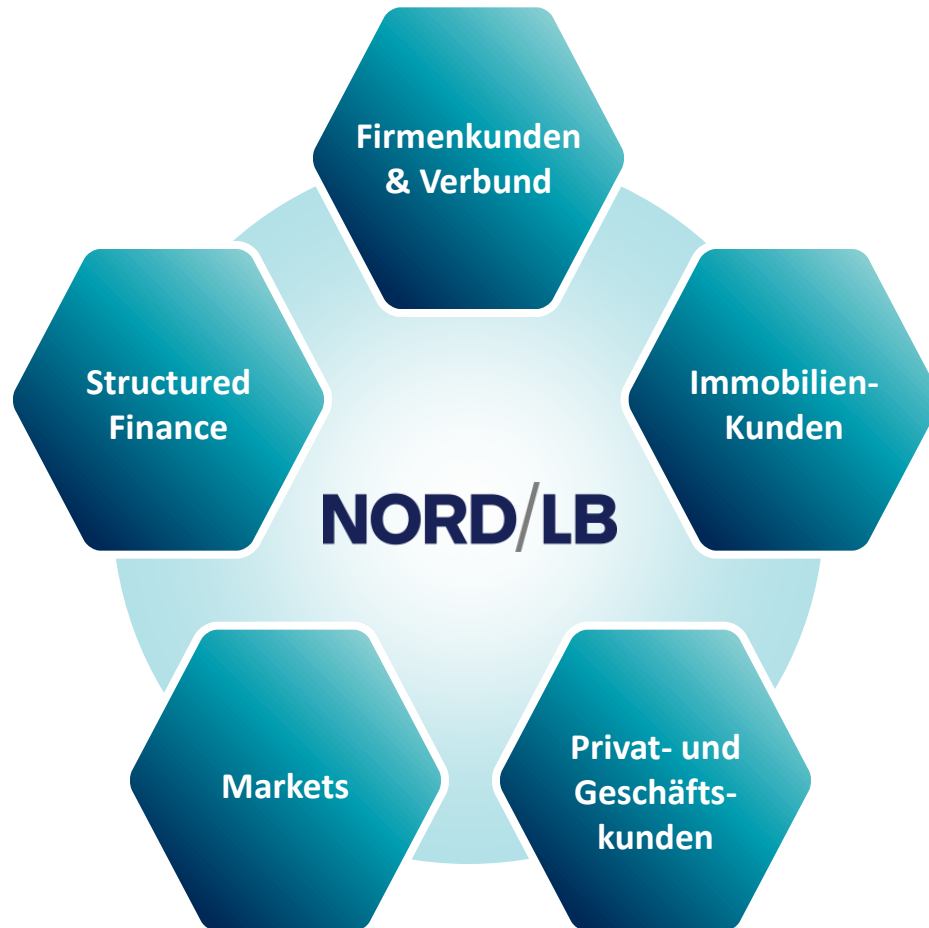 Firmenkunden
& Verbund
Structured
Finance
Immobilien-
Kunden
NORD/LB
Markets
Privat- und
Geschäfts-
kunden